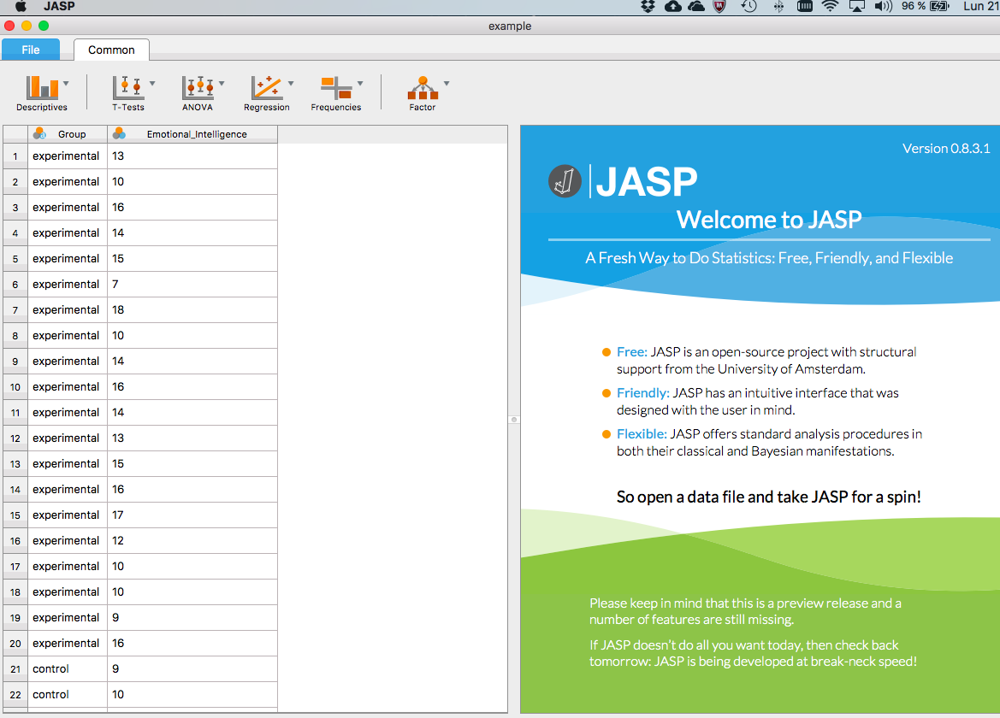 JASP
96 %
Lun 21
example
File
Common
Descriptives
T-Tests
ANOVA
Regression
Frequencies
Factor
Group Emotional_Intelligence
1 experimental 13
2 experimental 10
3 experimental 16
4 experimental 14
5 experimental 15
6 experimental 7
7 experimental 18
8 experimental 10
9 experimental 14
10 experimental 16
11 experimental 14
12 experimental 13
13 experimental 15
14 experimental 16
15 experimental 17
16 experimental 12
17 experimental 10
18 experimental 10
19 experimental 9
20 experimental 16
21 control 9
22 control 10
Version 0.8.3.1
JASP
Welcome to JASP
A Fresh Way to Do Statistics: Free, Friendly, and Flexible
Free: JASP is an open-source project with structural
support from the University of Amsterdam.
Friendly: JASP has an intuitive interface that was
designed with the user in mind.
Flexible: JASP offers standard analysis procedures in
both their classical and Bayesian manifestations.
So open a data file and take JASP for a spin!
Please keep in mind that this is a preview release and a
number of features are still missing.
If JASP doesn't do all you want today, then check back
tomorrow: JASP is being developed at break-neck speed!